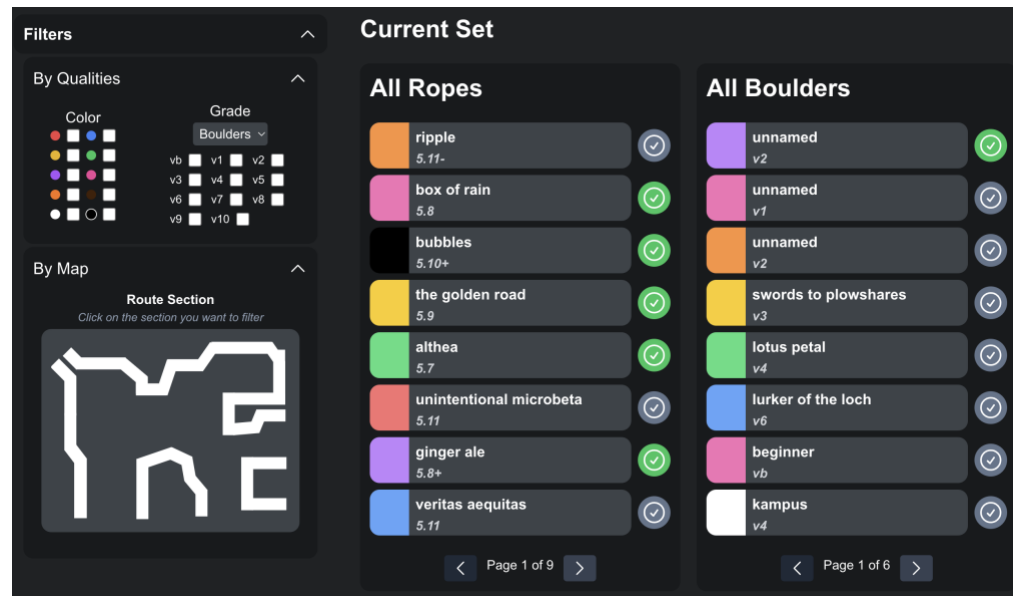 Filters
By Qualities
Color
Grade
Boulders
vb v1 v2
v3 v4 v5
v6 v7 v8
v9 v10
By Map
Route Section
Click on the section you want to filter
Current Set
All Ropes
ripple
5.11-
box of rain
5.8
bubbles
5.10+
the golden road
5.9
althea
5.7
unintentional microbeta
5.11
ginger ale
5.8+
veritas aequitas
5.11
Page 1 of 9
All Boulders
unnamed
v2
unnamed
v1
unnamed
v2
swords to plowshares
v3
lotus petal
v4
lurker of the loch
v6
beginner
vb
kampus
v4
Page 1 of 6